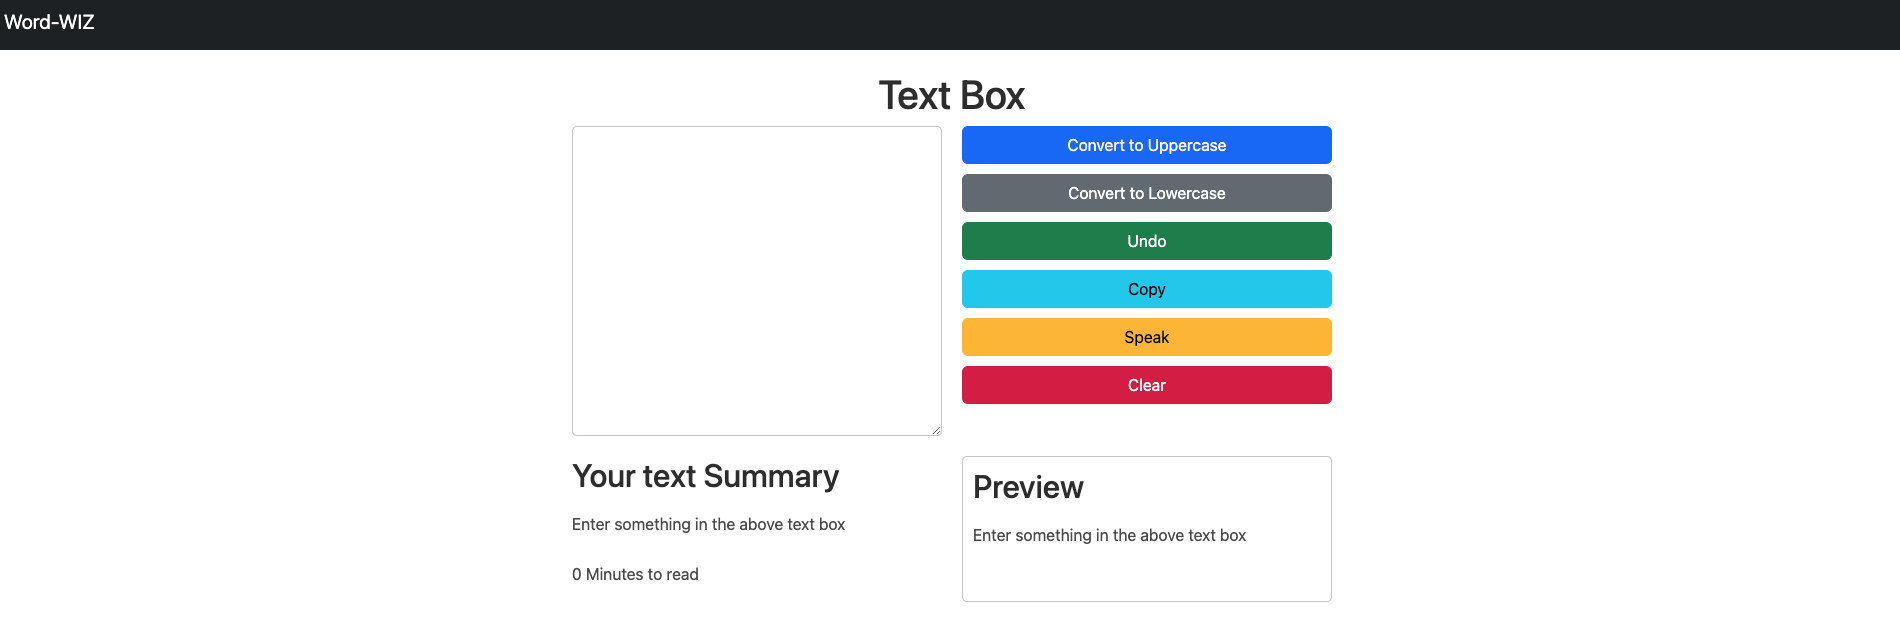 Word-WIZ
Text Box
Convert to Uppercase
Convert to Lowercase
Undo
Copy
Speak
Clear
Your text Summary
Enter something in the above text box
0 Minutes to read
Preview
Enter something in the above text box